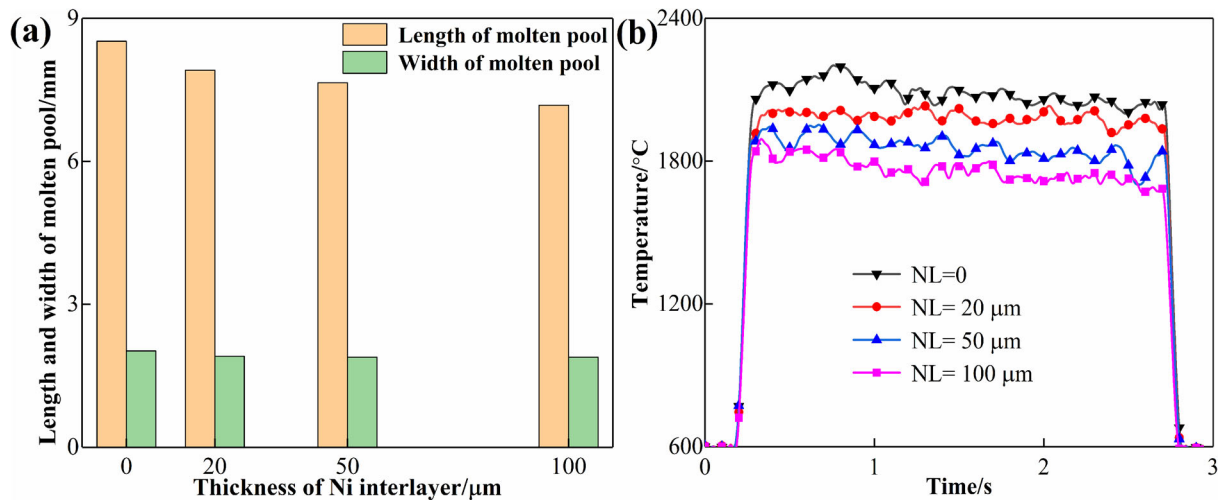 (a)
Length and width of molten pool/mm
9
6
3
0
Length of molten pool
Width of molten pool
0 20 50 100
Thickness of Ni interlayer/μm
(b)
Temperature/°C
2400
1800
1200
600
NL=0
NL= 20 μm
NL= 50 μm
NL= 100 μm
0 1 2 3
Time/s